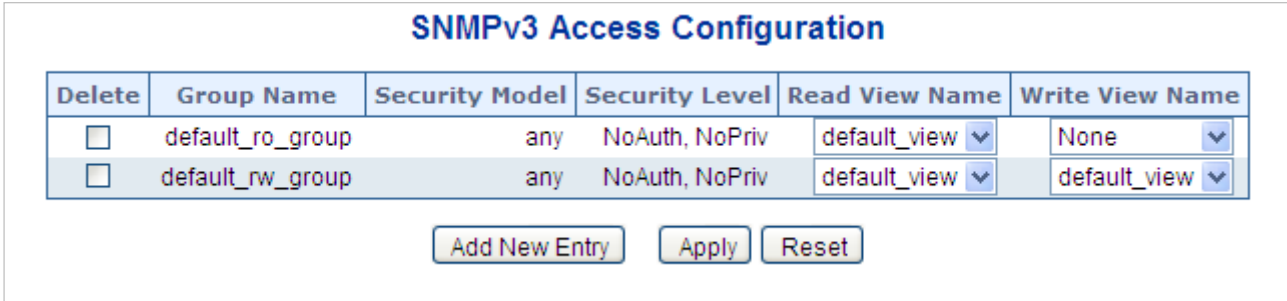 SNMPv3 Access Configuration
Delete Group Name Security Model Security Level Read View Name Write View Name
default_ro_group any NoAuth, NoPriv default_view None
default_rw_group any NoAuth, NoPriv default_view default_view
Add New Entry Apply Reset